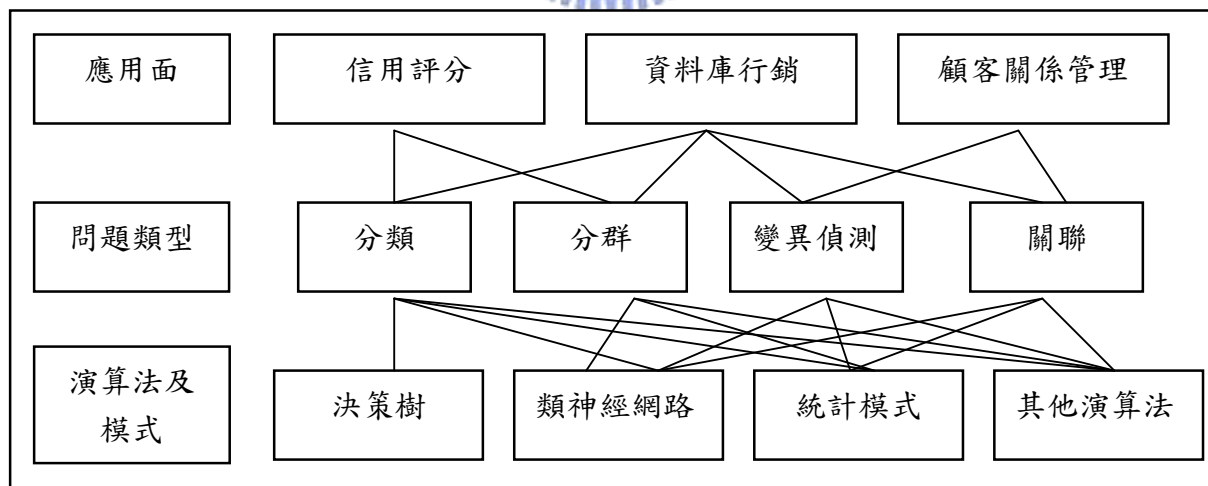 應用面
信用評分
資料庫行銷
顧客關係管理
問題類型
分類
分群
變異偵測
關聯
演算法及
模式
決策樹
類神經網路
統計模式
其他演算法